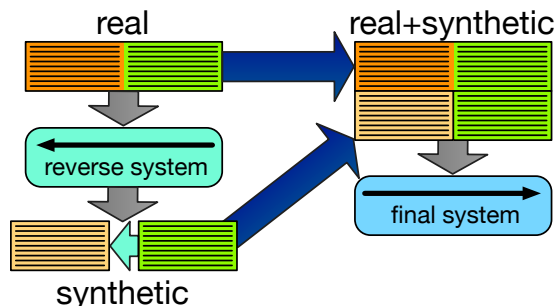 real
real+synthetic
reverse system
final system
synthetic